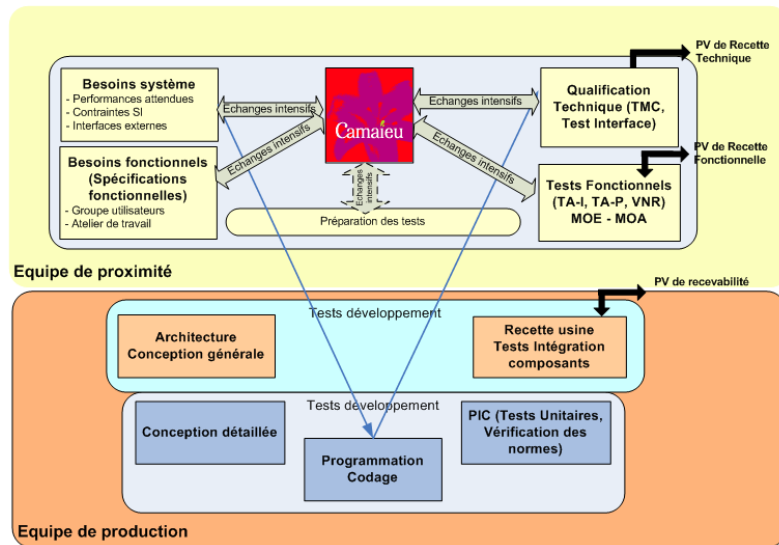 PV de Recette
Technique
Besoins système
- Performances attendues
- Contraintes SI
- Interfaces externes
Echanges intensifs
Camaïeu
Echanges intensifs
Qualification
Technique (TMC,
Test Interface)
Besoins fonctionnels
(Spécifications
fonctionnelles)
- Groupe utilisateurs
- Atelier de travail
Echanges intensifs
Echanges
intensifs
Echanges intensifs
PV de Recette
Fonctionnelle
Tests Fonctionnels
(TA-I, TA-P, VNR)
MOE - MOA
Préparation des tests
Equipe de proximité
PV de recevabilité
Tests développement
Architecture
Conception générale
Recette usine
Tests Intégration
composants
Tests développement
Conception détaillée
Programmation
Codage
PIC (Tests Unitaires,
Vérification des
normes)
Equipe de production